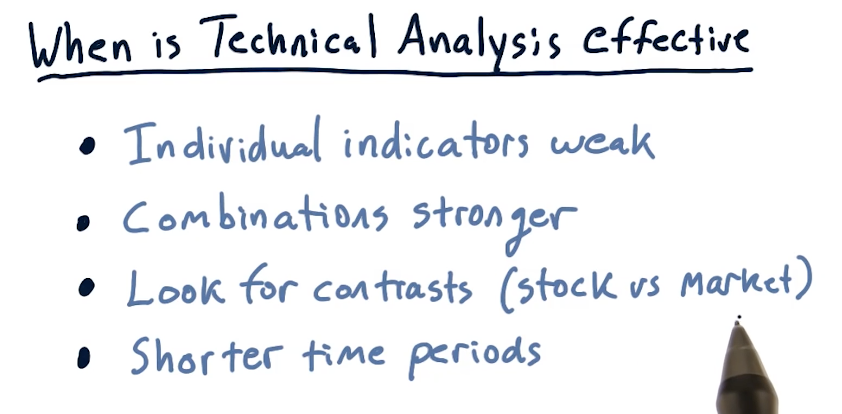 When is Technical Analysis effective
• Individual indicators weak
• Combinations stronger
• Look for contrasts (stock vs market)
• Shorter time periods